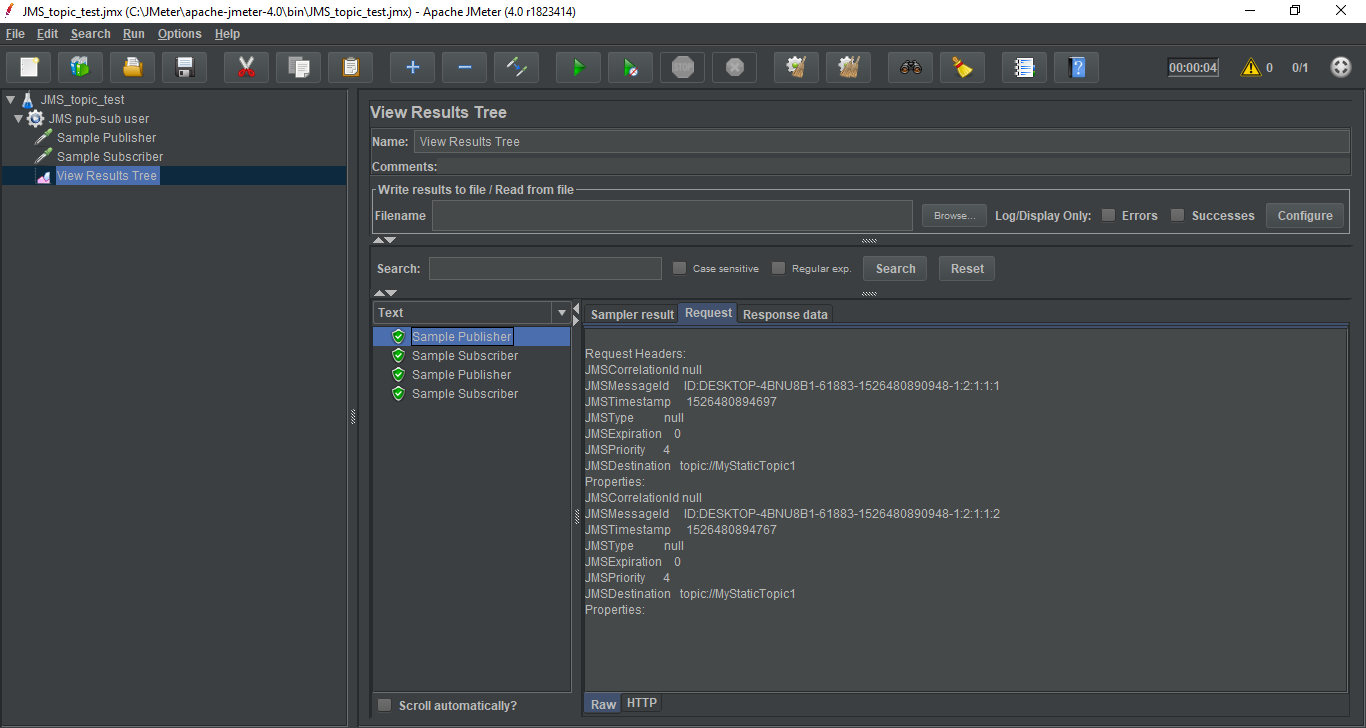 JMS_topic_test.jmx (C:\JMeter\apache-jmeter-4.0\bin\JMS_topic_test.jmx) - Apache JMeter (4.0 r1823414)
File Edit Search Run Options Help
STOP
00:00:04 0 0/1
JMS_topic_test
JMS pub-sub user
Sample Publisher
Sample Subscriber
View Results Tree
View Results Tree
Name: View Results Tree
Comments:
Write results to file / Read from file
Filename Browse... Log/Display Only: Errors Successes Configure
Search: Case sensitive Regular exp. Search Reset
Text
Sample Publisher
Sample Subscriber
Sample Publisher
Sample Subscriber
Scroll automatically?
Sampler result Request Response data
Request Headers:
JMSCorrelationId null
JMSMessageId ID:DESKTOP-4BNU8B1-61883-1526480890948-1:2:1:1:1
JMSTimestamp 1526480894697
JMSType null
JMSExpiration 0
JMSPriority 4
JMSDestination topic://MyStaticTopic1
Properties:
JMSCorrelationId null
JMSMessageId ID:DESKTOP-4BNU8B1-61883-1526480890948-1:2:1:1:2
JMSTimestamp 1526480894767
JMSType null
JMSExpiration 0
JMSPriority 4
JMSDestination topic://MyStaticTopic1
Properties:
Raw HTTP